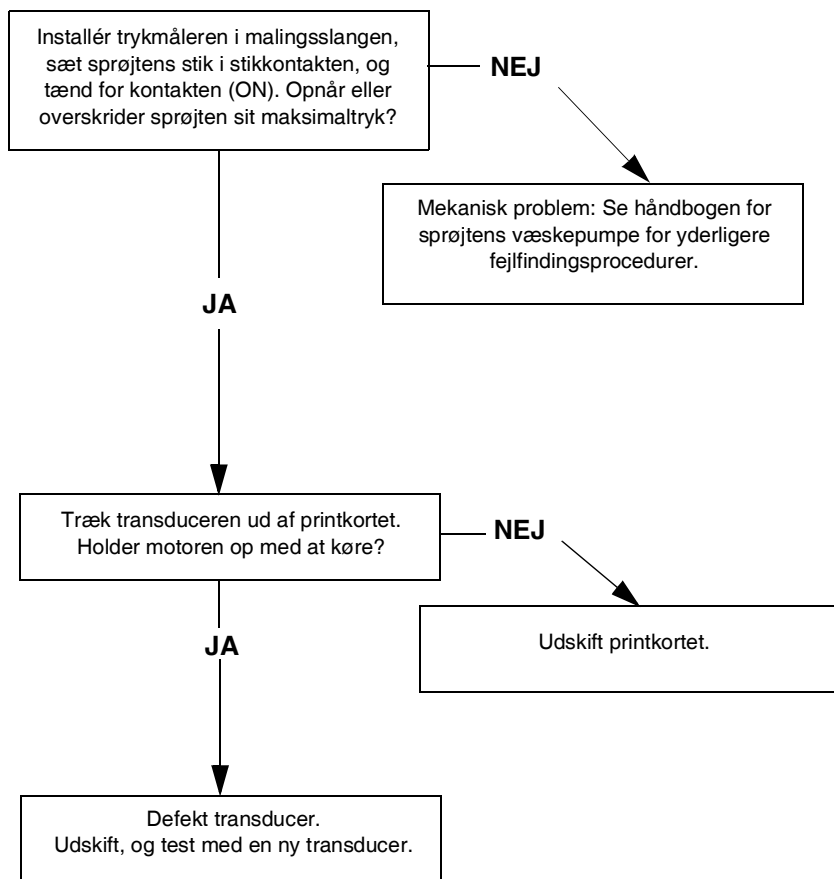 Installér trykmåleren i malingsslangen,
sæt sprøjtens stik i stikkontakten, og
tænd for kontakten (ON). Opnår eller
overskrider sprøjten sit maksimaltryk?
NEJ
Mekanisk problem: Se håndbogen for
sprøjtens væskepumpe for yderligere
fejlfindingsprocedurer.
JA
Træk transduceren ud af printkortet.
Holder motoren op med at køre?
NEJ
Udskift printkortet.
JA
Defekt transducer.
Udskift, og test med en ny transducer.